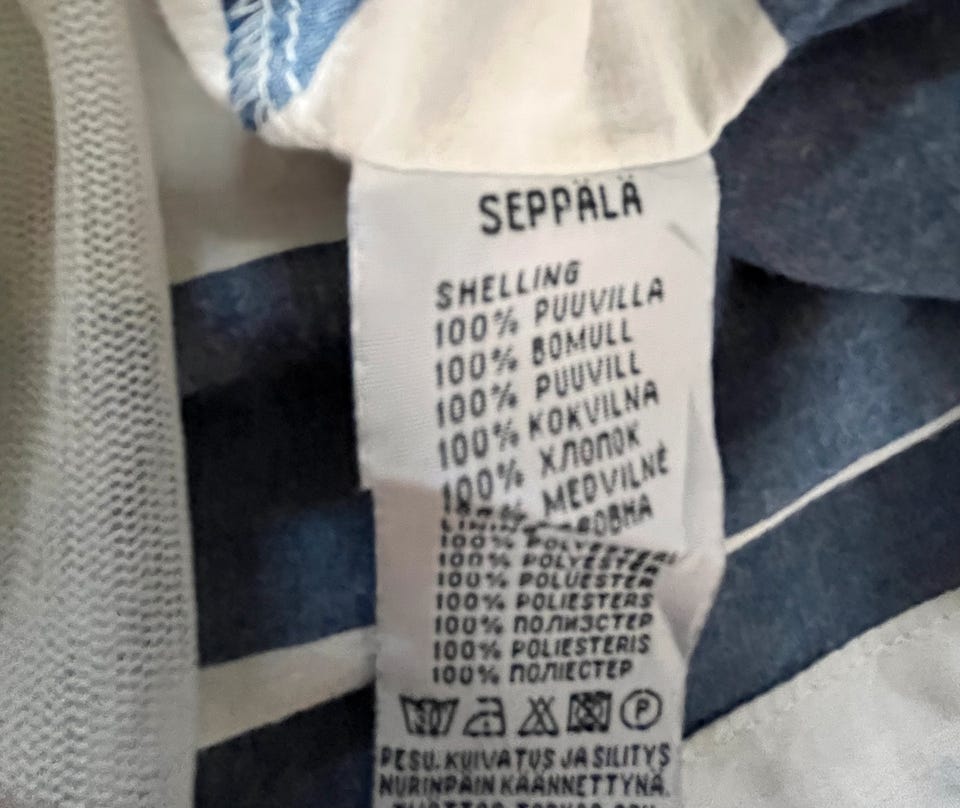 SEPPÄLÄ
SHELLING
100% PUUVILLA
100% BOMULL
100% PUUVILL
100% KOKVILNA
100% ХЛОПОК
100% MEDVILNĖ
100% POLYESTERI
100% POLYESTER
100% POLÜESTER
100% POLIESTERS
100% ПОЛИЭСТЕР
100% POLIESTERIS
100% ПОЛІЕСТЕР
P
PESU, KUIVATUS JA SILITYS
NURINPÄIN KÄÄNNETTYNÄ.